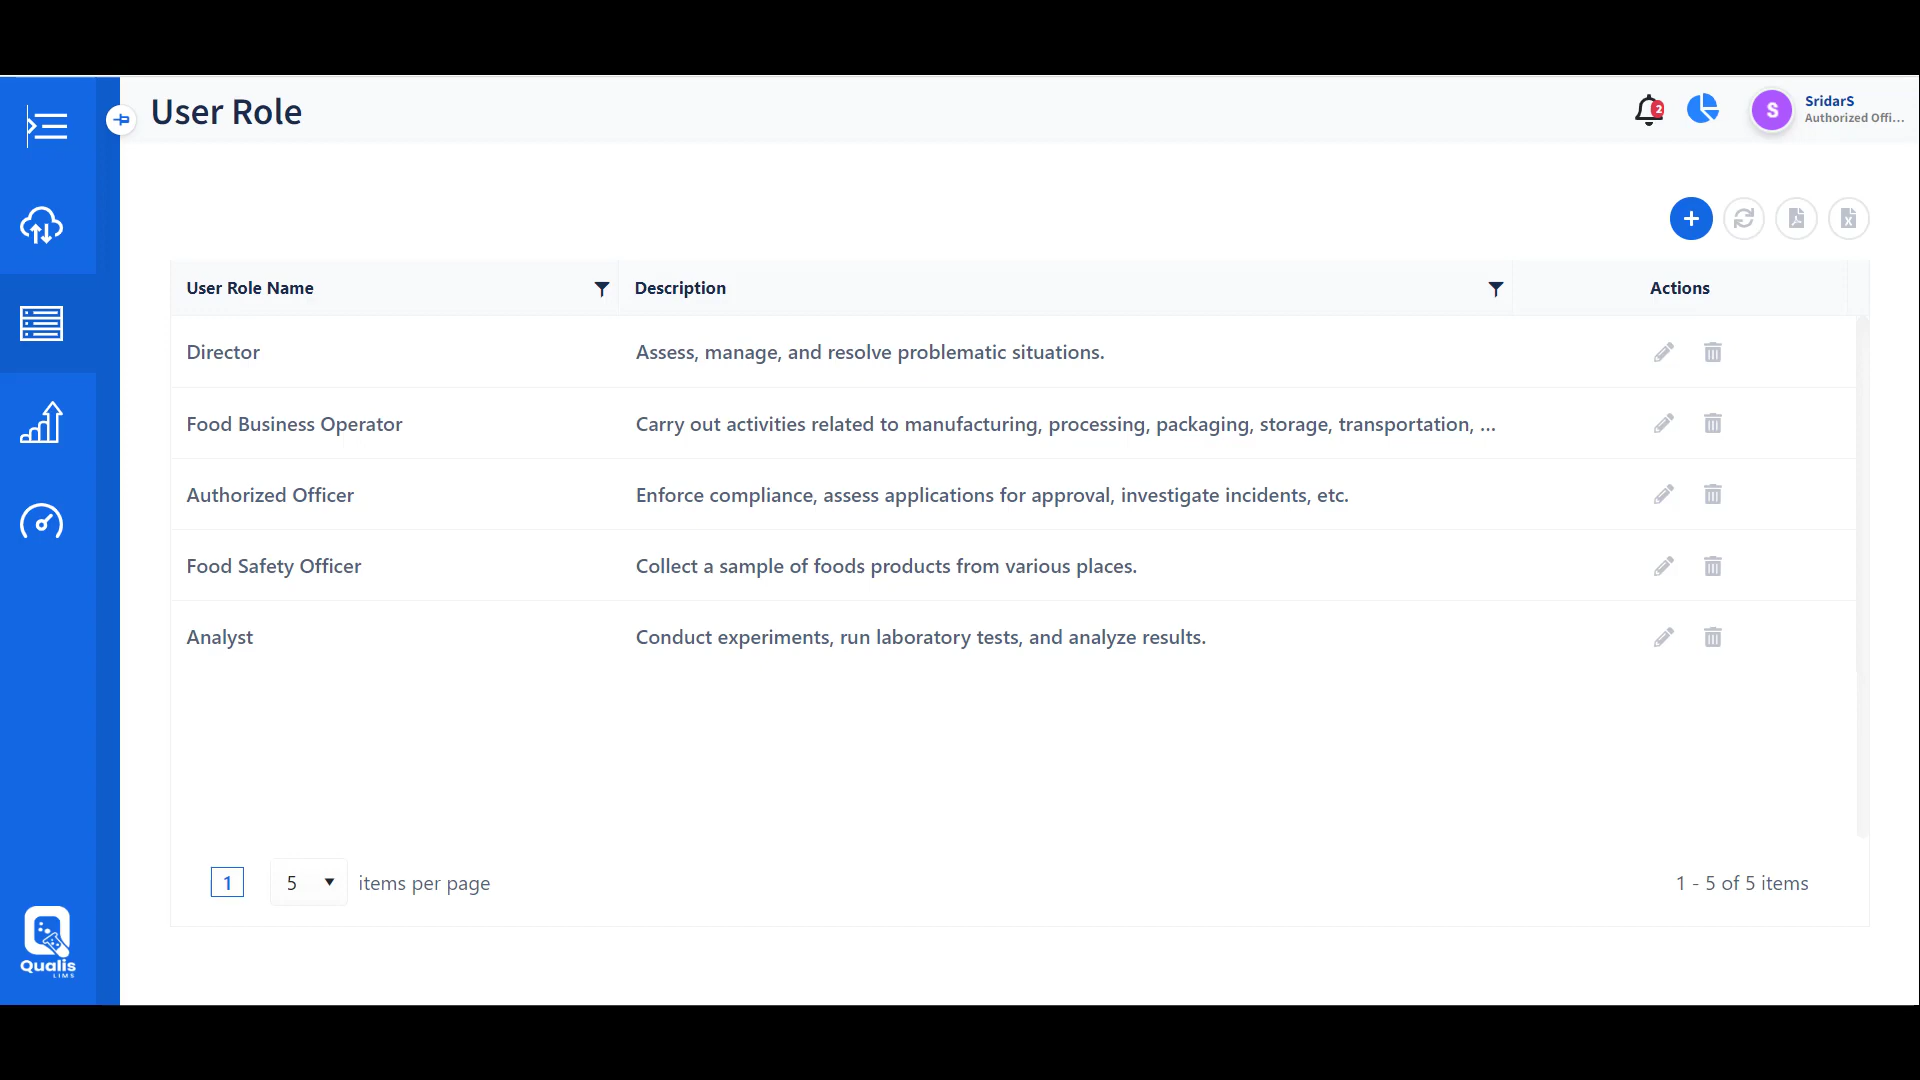 User Role
2
S
SridarS
Authorized Offi...
User Role Name
Description
Actions
Director
Assess, manage, and resolve problematic situations.
Food Business Operator
Carry out activities related to manufacturing, processing, packaging, storage, transportation, ...
Authorized Officer
Enforce compliance, assess applications for approval, investigate incidents, etc.
Food Safety Officer
Collect a sample of foods products from various places.
Analyst
Conduct experiments, run laboratory tests, and analyze results.
1
5
items per page
1 - 5 of 5 items
Qualis
LIMS